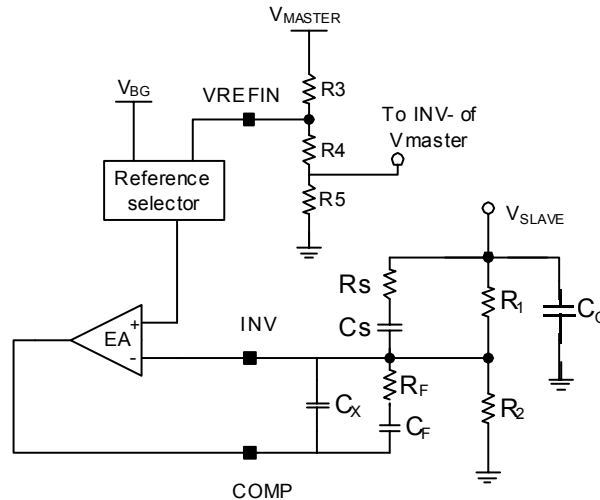 VMASTER
R3
VBG
VREFIN
To INV- of
Vmaster
R4
Reference
selector
R5
VSLAVE
Rs
R1
CO
EA
+
-
INV
Cs
RF
CX
CF
R2
COMP